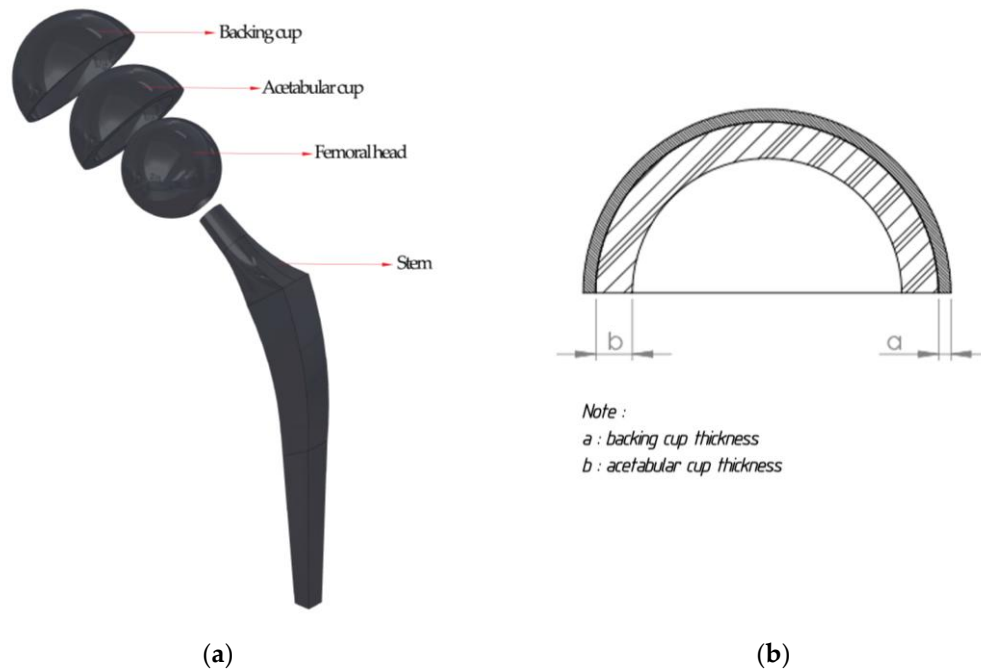 Backing cup
Acetabular cup
Femoral head
Stem
b
a
Note :
a : backing cup thickness
b : acetabular cup thickness
(a)
(b)